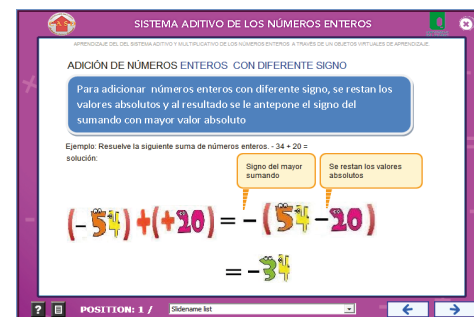 SISTEMA ADITIVO DE LOS NÚMEROS ENTEROS
APRENDIZAJE DEL DEL SISTEMA ADITIVO Y MULTIPLICATIVO DE LOS NÚMEROS ENTEROS A TRAVÉS DE UN OBJETOS VIRTUALES DE APRENDIZAJE.
ADICIÓN DE NÚMEROS ENTEROS CON DIFERENTE SIGNO
Para adicionar números enteros con diferente signo, se restan los
valores absolutos y al resultado se le antepone el signo del
sumando con mayor valor absoluto
Ejemplo: Resuelve la siguiente suma de números enteros. - 34 + 20 =
solución:
Signo del mayor
sumando
Se restan los valores
absolutos
(-54)+(+20) = -(54-20)
= -34
? POSITION: 1 / Slidename list